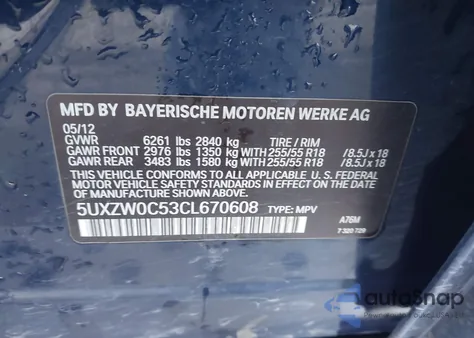 MFD BY BAYERISCHE MOTOREN WERKE AG
05/12
GVWR 6261 lbs 2840 kg TIRE / RIM
GAWR FRONT 2976 lbs 1350 kg WITH 255/55 R18 /8.5J x 18
GAWR REAR 3483 lbs 1580 kg WITH 255/55 R18 /8.5J x 18
THIS VEHICLE CONFORMS TO ALL APPLICABLE U.S. FEDERAL
MOTOR VEHICLE SAFETY STANDARDS IN EFFECT ON THE DATE
OF MANUFACTURE SHOWN ABOVE.
5UXZW0C53CL670608 TYPE: MPV
A76M
7 320 729
autoSnap